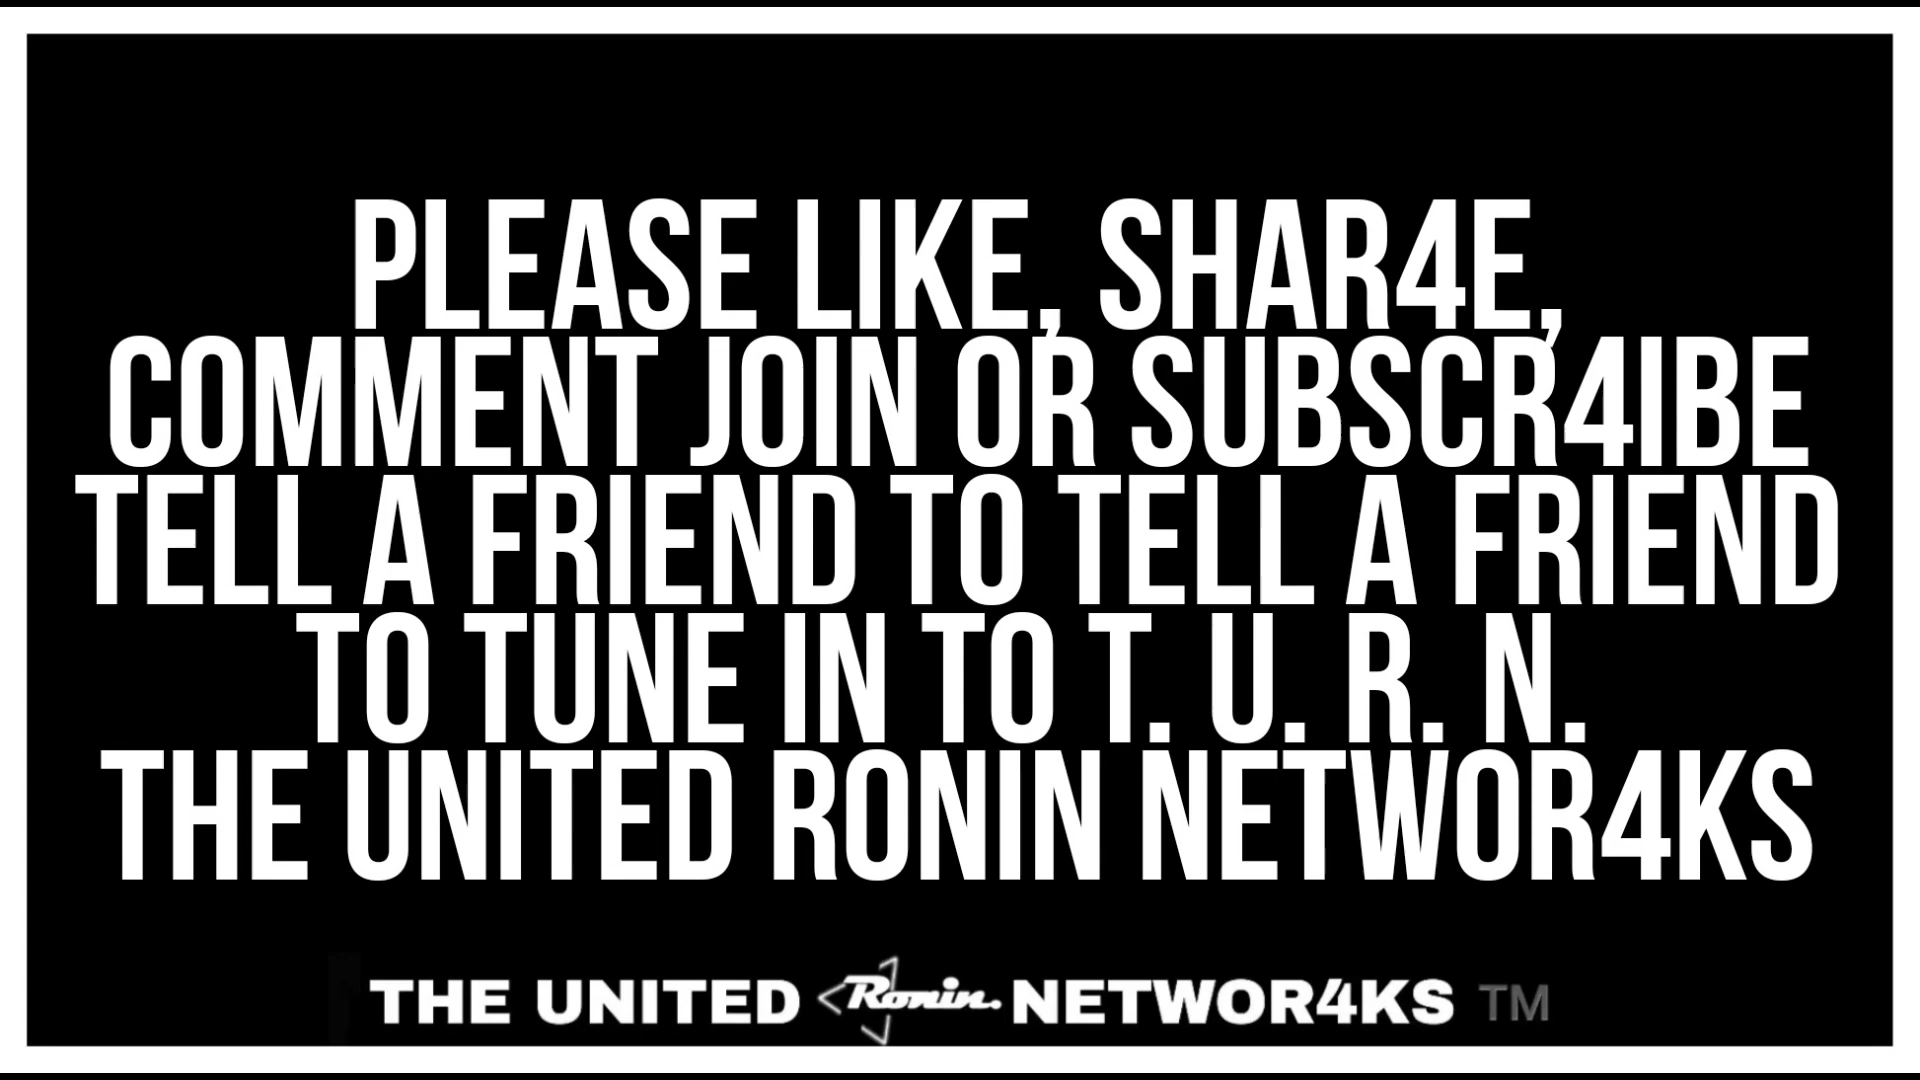 PLEASE LIKE, SHAR4E,
COMMENT JOIN OR SUBSCR4IBE
TELL A FRIEND TO TELL A FRIEND
TO TUNE IN TO T. U. R. N.
THE UNITED RONIN NETWOR4KS
THE UNITED Ronin. NETWOR4KS TM